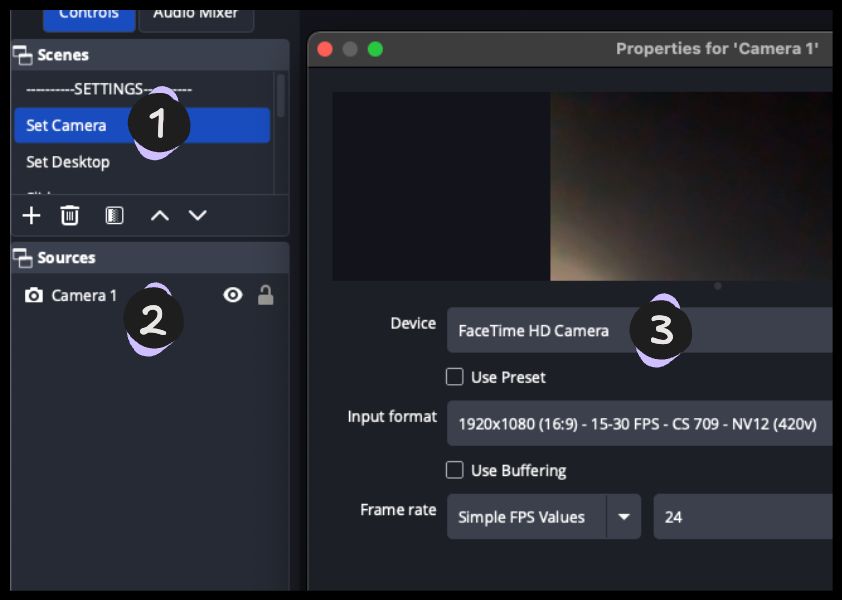 Controls
Audio Mixer
Scenes
----------SETTINGS----------
1
Set Camera
Set Desktop
Sources
Camera 1
2
Properties for 'Camera 1'
Device
FaceTime HD Camera
3
Use Preset
Input format
1920x1080 (16:9) - 15-30 FPS - CS 709 - NV12 (420v)
Use Buffering
Frame rate
Simple FPS Values
24